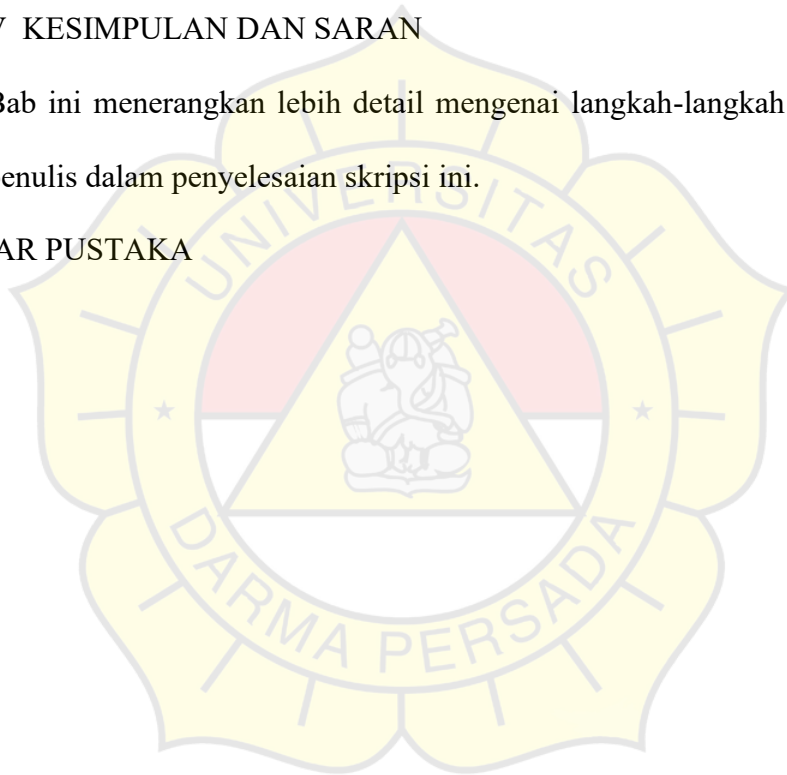 V KESIMPULAN DAN SARAN
Bab ini menerangkan lebih detail mengenai langkah-langkah
penulis dalam penyelesaian skripsi ini.
AR PUSTAKA
UNIVERSITAS
DARMA PERSADA